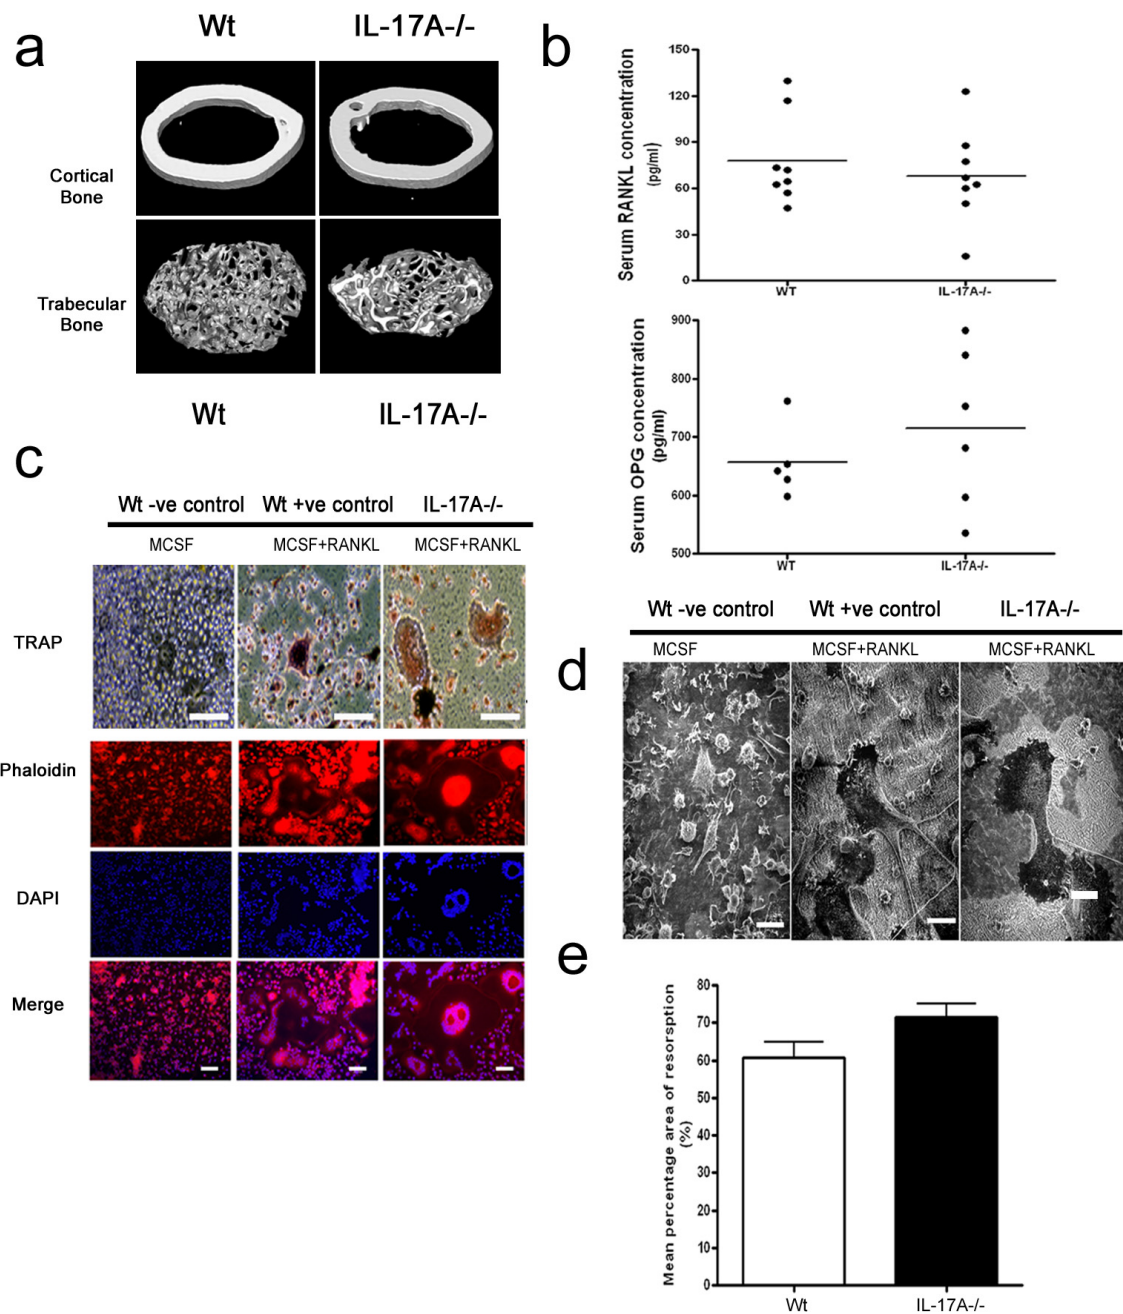 a
Wt IL-17A-/-
Cortical
Bone
Trabecular
Bone
Wt IL-17A-/-
b
Serum RANKL concentration
(pg/ml)
150
120
90
60
30
0
WT IL-17A-/-
Serum OPG concentration
(pg/ml)
900
800
700
600
500
WT IL-17A-/-
c
Wt -ve control Wt +ve control IL-17A-/-
MCSF MCSF+RANKL MCSF+RANKL
TRAP
Phaloidin
DAPI
Merge
d
Wt -ve control Wt +ve control IL-17A-/-
MCSF MCSF+RANKL MCSF+RANKL
e
Mean percentage area of resorsption
(%)
80
70
60
50
40
30
20
10
0
Wt IL-17A-/-